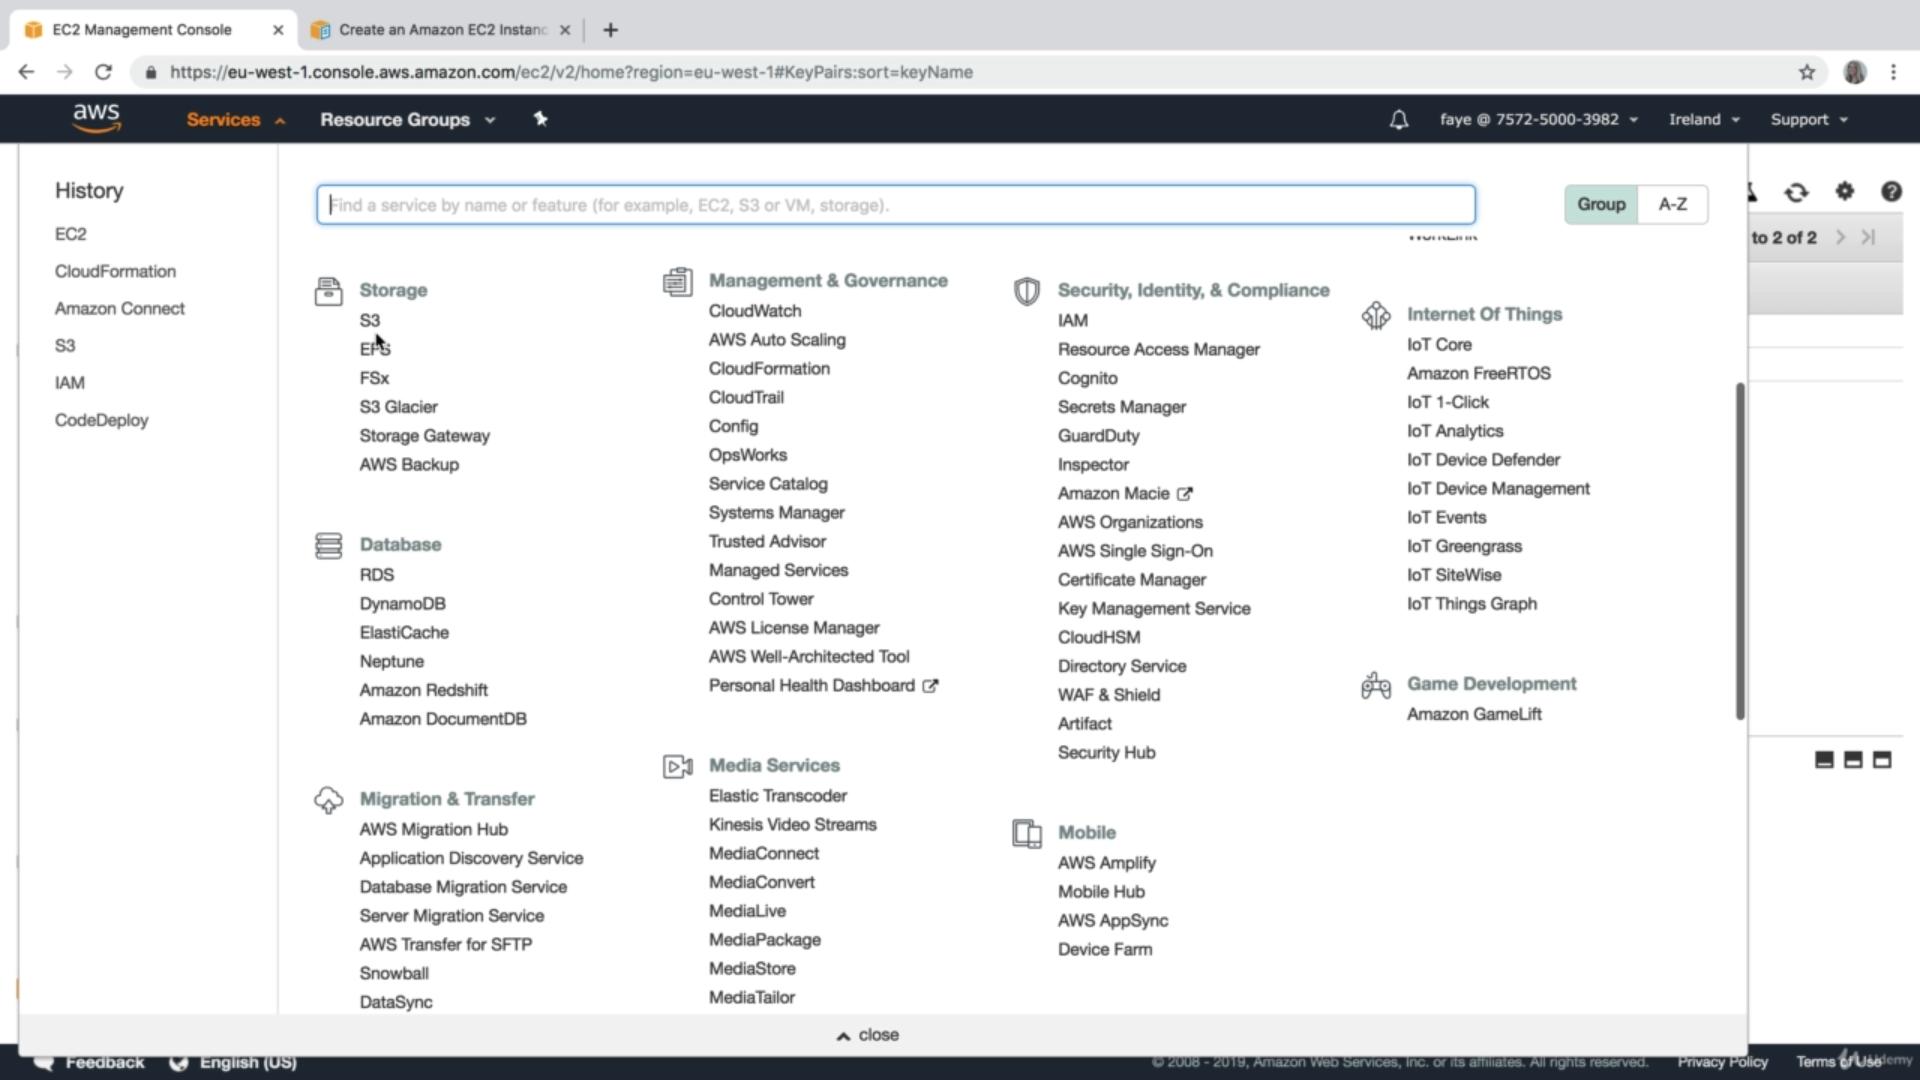 EC2 Management Console
Create an Amazon EC2 Instanc
https://eu-west-1.console.aws.amazon.com/ec2/v2/home?region=eu-west-1#KeyPairs:sort=keyName
aws
Services
Resource Groups
faye @ 7572-5000-3982
Ireland
Support
History
EC2
CloudFormation
Amazon Connect
S3
IAM
CodeDeploy
Find a service by name or feature (for example, EC2, S3 or VM, storage).
Group
A-Z
to 2 of 2
Storage
S3
EFS
FSx
S3 Glacier
Storage Gateway
AWS Backup
Database
RDS
DynamoDB
ElastiCache
Neptune
Amazon Redshift
Amazon DocumentDB
Migration & Transfer
AWS Migration Hub
Application Discovery Service
Database Migration Service
Server Migration Service
AWS Transfer for SFTP
Snowball
DataSync
Management & Governance
CloudWatch
AWS Auto Scaling
CloudFormation
CloudTrail
Config
OpsWorks
Service Catalog
Systems Manager
Trusted Advisor
Managed Services
Control Tower
AWS License Manager
AWS Well-Architected Tool
Personal Health Dashboard
Media Services
Elastic Transcoder
Kinesis Video Streams
MediaConnect
MediaConvert
MediaLive
MediaPackage
MediaStore
MediaTailor
Security, Identity, & Compliance
IAM
Resource Access Manager
Cognito
Secrets Manager
GuardDuty
Inspector
Amazon Macie
AWS Organizations
AWS Single Sign-On
Certificate Manager
Key Management Service
CloudHSM
Directory Service
WAF & Shield
Artifact
Security Hub
Mobile
AWS Amplify
Mobile Hub
AWS AppSync
Device Farm
WorkLink
Internet Of Things
IoT Core
Amazon FreeRTOS
IoT 1-Click
IoT Analytics
IoT Device Defender
IoT Device Management
IoT Events
IoT Greengrass
IoT SiteWise
IoT Things Graph
Game Development
Amazon GameLift
close
Feedback
English (US)
© 2008 - 2019, Amazon Web Services, Inc. or its affiliates. All rights reserved.
Privacy Policy
Terms of Use